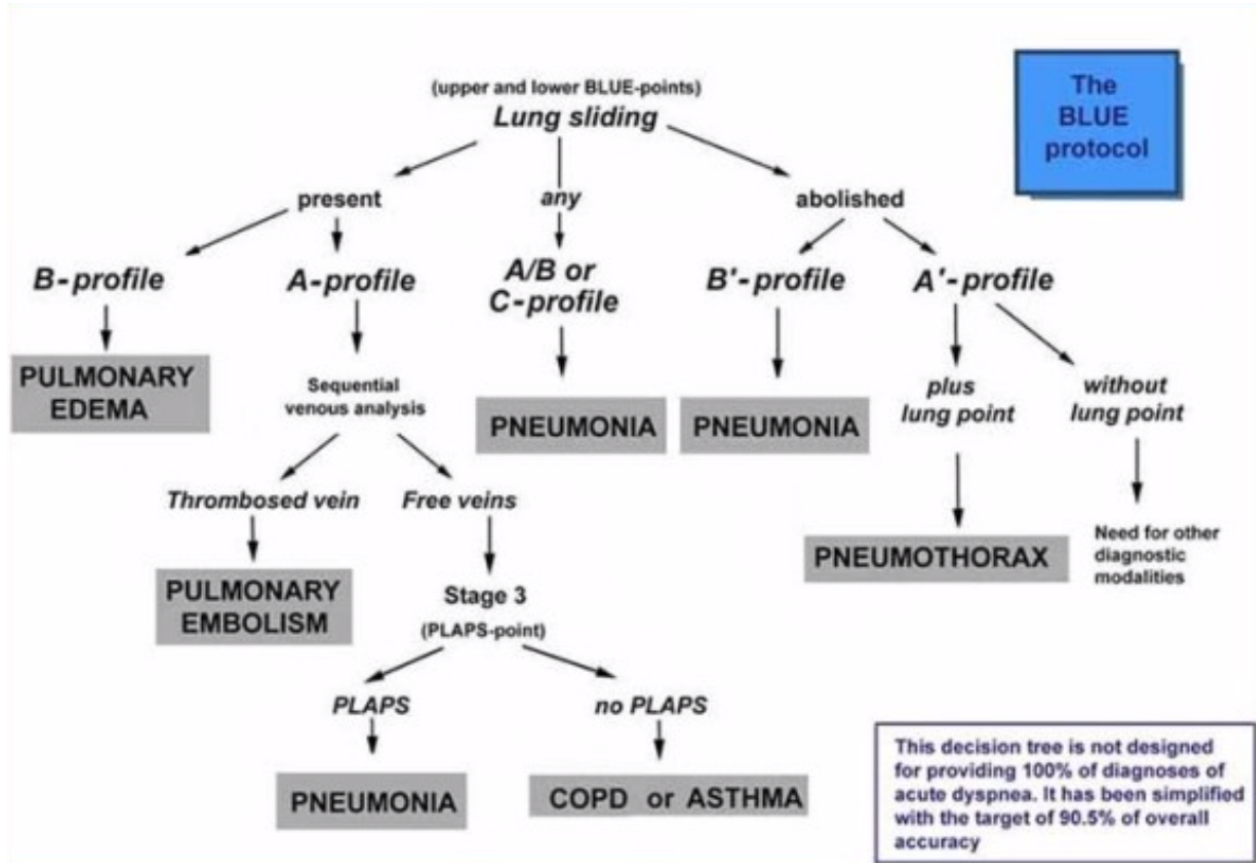 The
BLUE
protocol
(upper and lower BLUE-points)
Lung sliding
present
any
abolished
B-profile
A-profile
A/B or
C-profile
B'-profile
A'-profile
PULMONARY
EDEMA
Sequential
venous analysis
PNEUMONIA
PNEUMONIA
plus
lung point
without
lung point
Thrombosed vein
Free veins
PULMONARY
EMBOLISM
Stage 3
(PLAPS-point)
PNEUMOTHORAX
Need for other
diagnostic
modalities
PLAPS
no PLAPS
PNEUMONIA
COPD or ASTHMA
This decision tree is not designed
for providing 100% of diagnoses of
acute dyspnea. It has been simplified
with the target of 90.5% of overall
accuracy